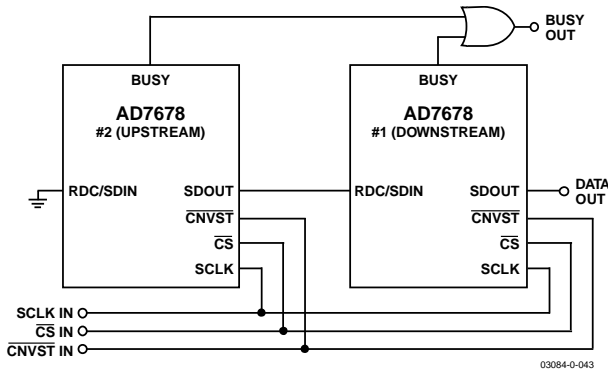 BUSY
OUT
BUSY
AD7678
#2 (UPSTREAM)
RDC/SDIN
SDOUT
CNVST
CS
SCLK
BUSY
AD7678
#1 (DOWNSTREAM)
RDC/SDIN
SDOUT
CNVST
CS
SCLK
DATA
OUT
SCLK IN
CS IN
CNVST IN
03084-0-043